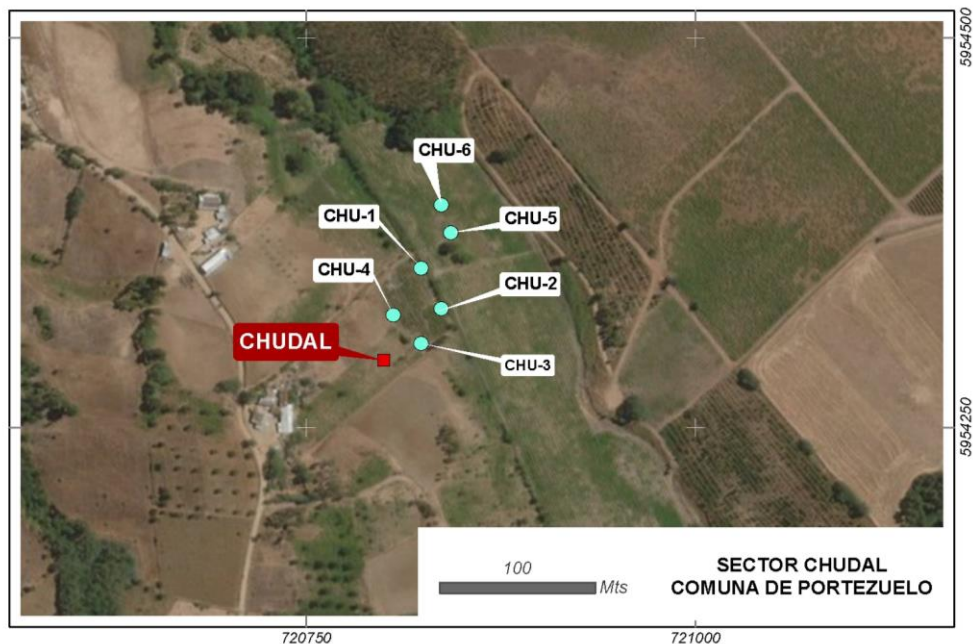 5954500
CHU-6
CHU-1
CHU-5
CHU-4
CHU-2
CHUDAL
CHU-3
5954250
100
Mts
SECTOR CHUDAL
COMUNA DE PORTEZUELO
720750
721000